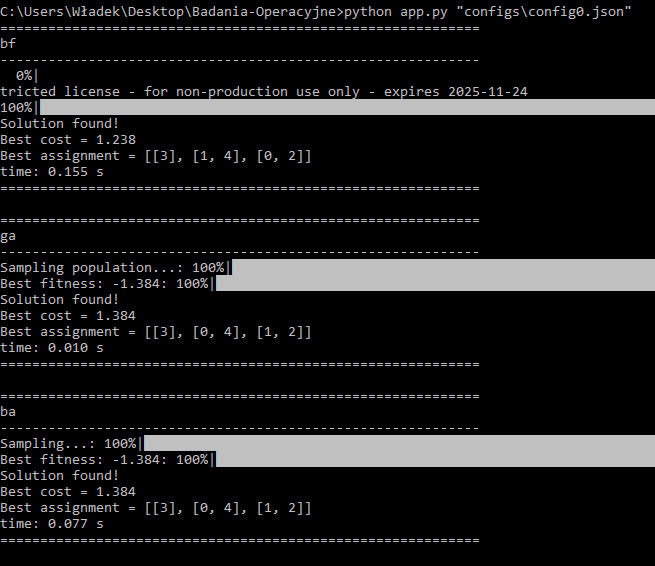 C:\Users\Władek\Desktop\Badania-Operacyjne>python app.py "configs\config0.json"
============================================================
bf
------------------------------------------------------------
  0%|
tricted license - for non-production use only - expires 2025-11-24
100%|
Solution found!
Best cost = 1.238
Best assignment = [[3], [1, 4], [0, 2]]
time: 0.155 s
============================================================

============================================================
ga
------------------------------------------------------------
Sampling population...: 100%|
Best fitness: -1.384: 100%|
Solution found!
Best cost = 1.384
Best assignment = [[3], [0, 4], [1, 2]]
time: 0.010 s
============================================================

============================================================
ba
------------------------------------------------------------
Sampling...: 100%|
Best fitness: -1.384: 100%|
Solution found!
Best cost = 1.384
Best assignment = [[3], [0, 4], [1, 2]]
time: 0.077 s
============================================================